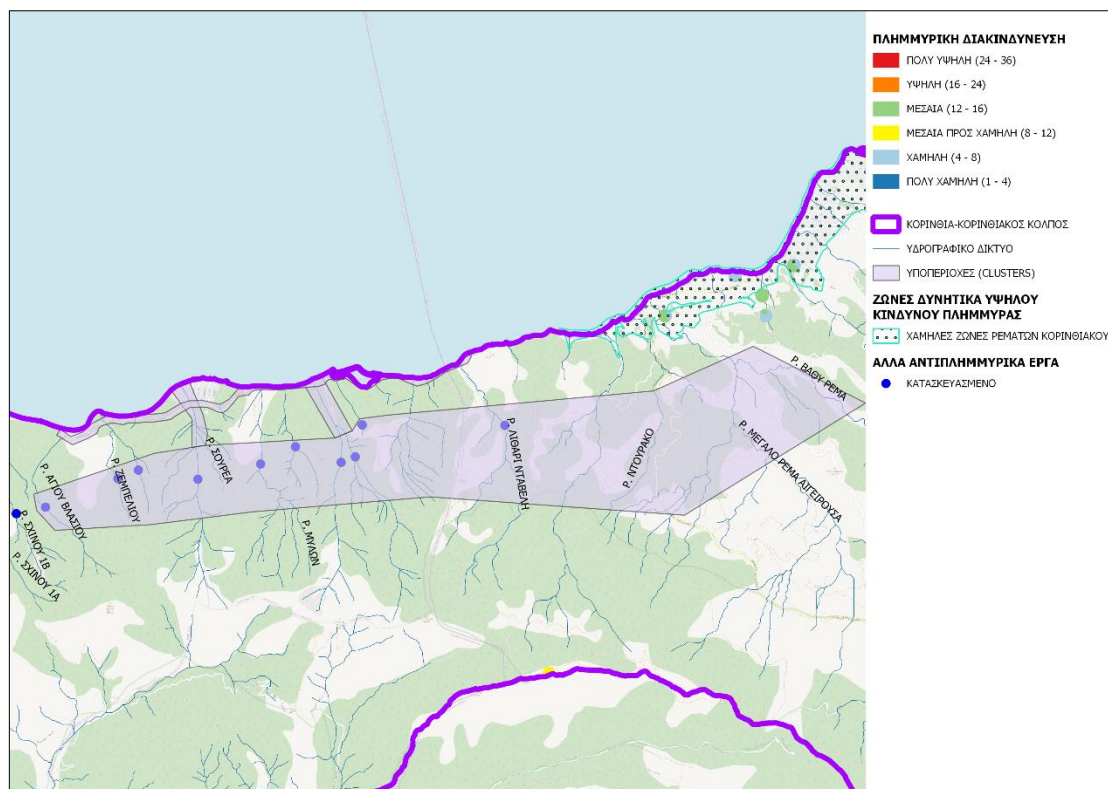 ΠΛΗΜΜΥΡΙΚΗ ΔΙΑΚΙΝΔΥΝΕΥΣΗ
ΠΟΛΥ ΥΨΗΛΗ (24 - 36)
ΥΨΗΛΗ (16 - 24)
ΜΕΣΑΙΑ (12 - 16)
ΜΕΣΑΙΑ ΠΡΟΣ ΧΑΜΗΛΗ (8 - 12)
ΧΑΜΗΛΗ (4 - 8)
ΠΟΛΥ ΧΑΜΗΛΗ (1 - 4)
ΚΟΡΙΝΘΙΑ-ΚΟΡΙΝΘΙΑΚΟΣ ΚΟΛΠΟΣ
ΥΔΡΟΓΡΑΦΙΚΟ ΔΙΚΤΥΟ
ΥΠΟΠΕΡΙΟΧΕΣ (CLUSTERS)
ΖΩΝΕΣ ΔΥΝΗΤΙΚΑ ΥΨΗΛΟΥ
ΚΙΝΔΥΝΟΥ ΠΛΗΜΜΥΡΑΣ
ΧΑΜΗΛΕΣ ΖΩΝΕΣ ΡΕΜΑΤΩΝ ΚΟΡΙΝΘΙΑΚΟΥ
ΑΛΛΑ ΑΝΤΙΠΛΗΜΜΥΡΙΚΑ ΕΡΓΑ
ΚΑΤΑΣΚΕΥΑΣΜΕΝΟ
Ρ. ΣΧΙΝΟΥ 1Α
Ρ. ΣΧΙΝΟΥ 1Β
Ρ. ΑΓΙΟΥ ΒΛΑΣΙΟΥ
Ρ. ΖΕΜΠΕΛΙΟΥ
Ρ. ΣΟΥΡΕΑ
Ρ. ΜΥΛΩΝ
Ρ. ΛΙΘΑΡΙ ΝΤΑΒΕΛΗ
Ρ. ΝΤΟΥΡΑΚΟ
Ρ. ΜΕΓΑΛΟ ΡΕΜΑ ΑΙΓΕΙΡΟΥΣΑ
Ρ. ΒΑΘΥ ΡΕΜΑ